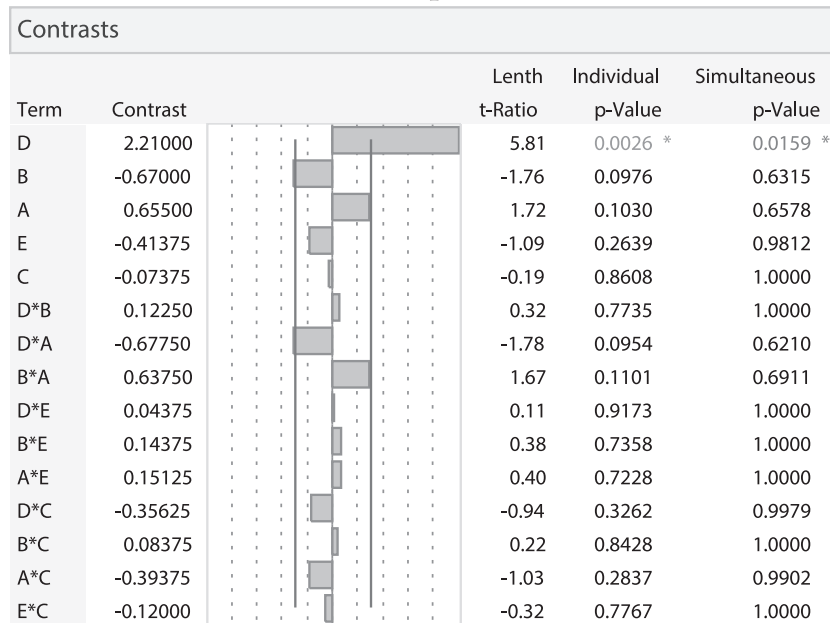 Contrasts
Lenth Individual Simultaneous
Term Contrast t-Ratio p-Value p-Value
D 2.21000 5.81 0.0026 * 0.0159 *
B -0.67000 -1.76 0.0976 0.6315
A 0.65500 1.72 0.1030 0.6578
E -0.41375 -1.09 0.2639 0.9812
C -0.07375 -0.19 0.8608 1.0000
D*B 0.12250 0.32 0.7735 1.0000
D*A -0.67750 -1.78 0.0954 0.6210
B*A 0.63750 1.67 0.1101 0.6911
D*E 0.04375 0.11 0.9173 1.0000
B*E 0.14375 0.38 0.7358 1.0000
A*E 0.15125 0.40 0.7228 1.0000
D*C -0.35625 -0.94 0.3262 0.9979
B*C 0.08375 0.22 0.8428 1.0000
A*C -0.39375 -1.03 0.2837 0.9902
E*C -0.12000 -0.32 0.7767 1.0000